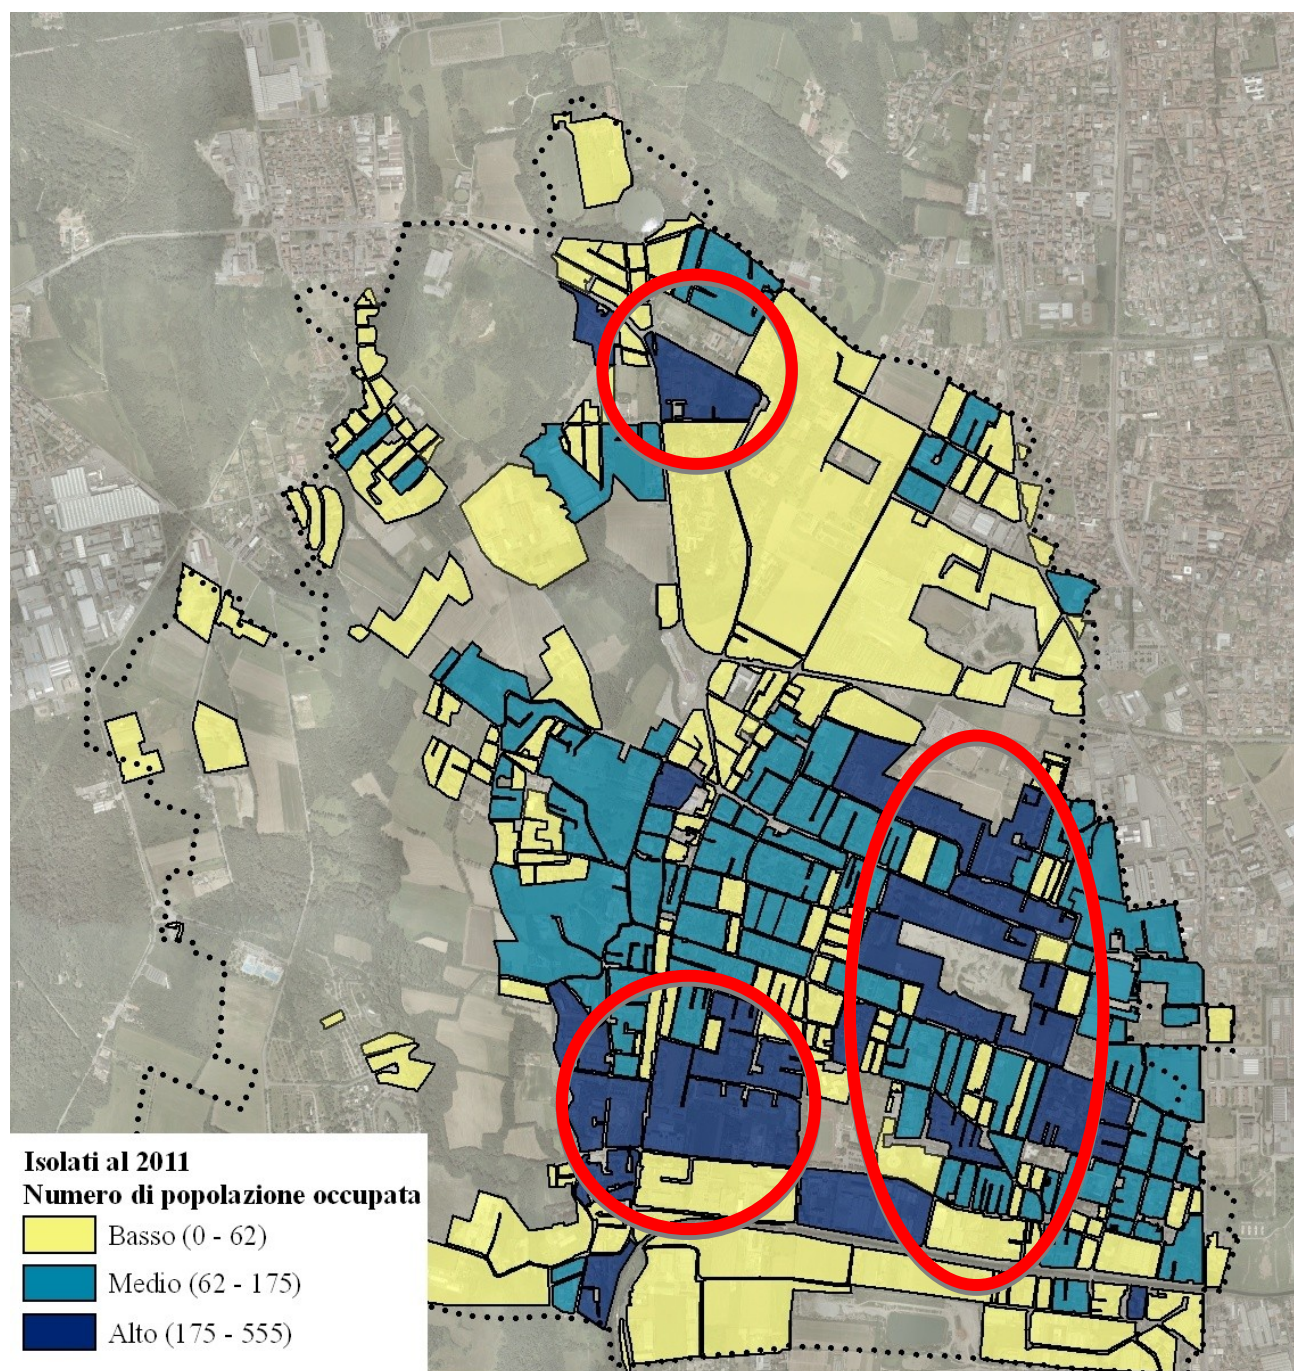 Isolati al 2011
Numero di popolazione occupata
Basso (0 - 62)
Medio (62 - 175)
Alto (175 - 555)